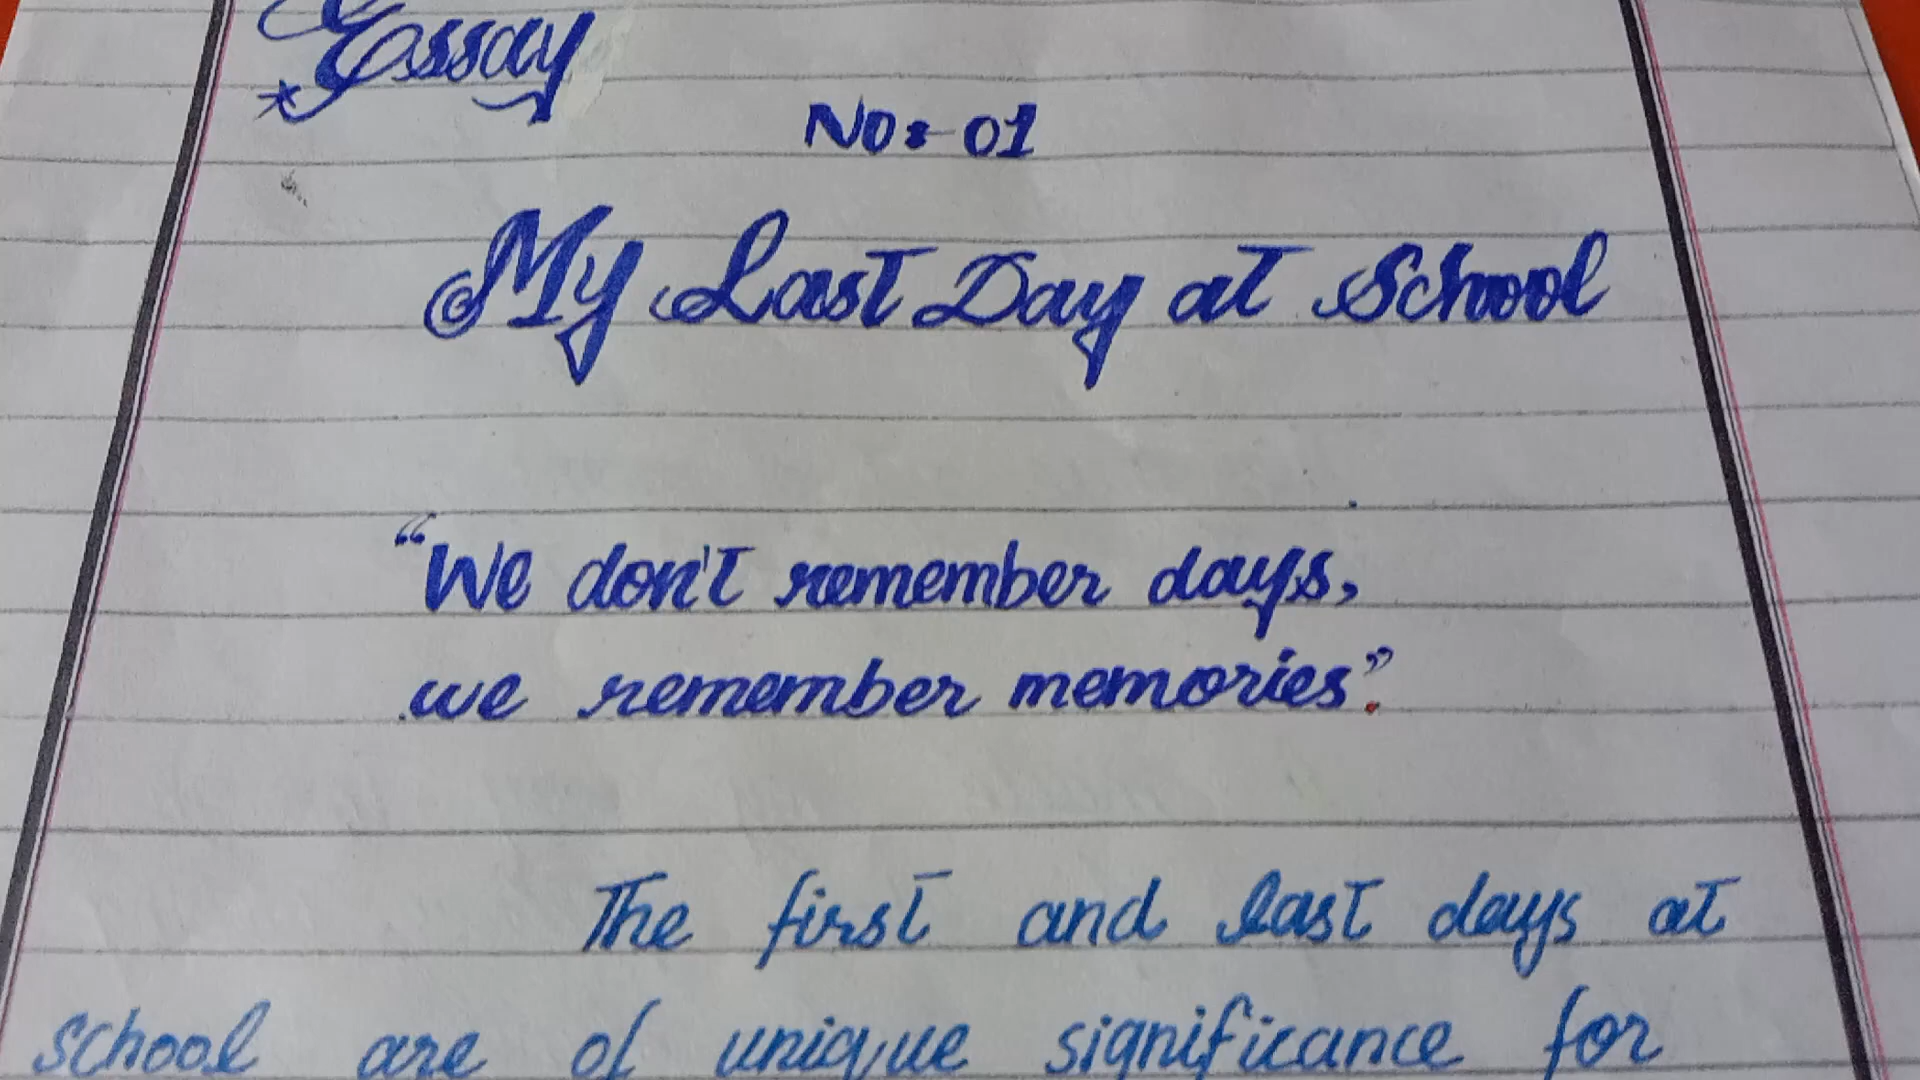 Essay
No:- 01
My Last Day at School
“We don't remember days,
we remember memories”.
The first and last days at
school are of unique significance for